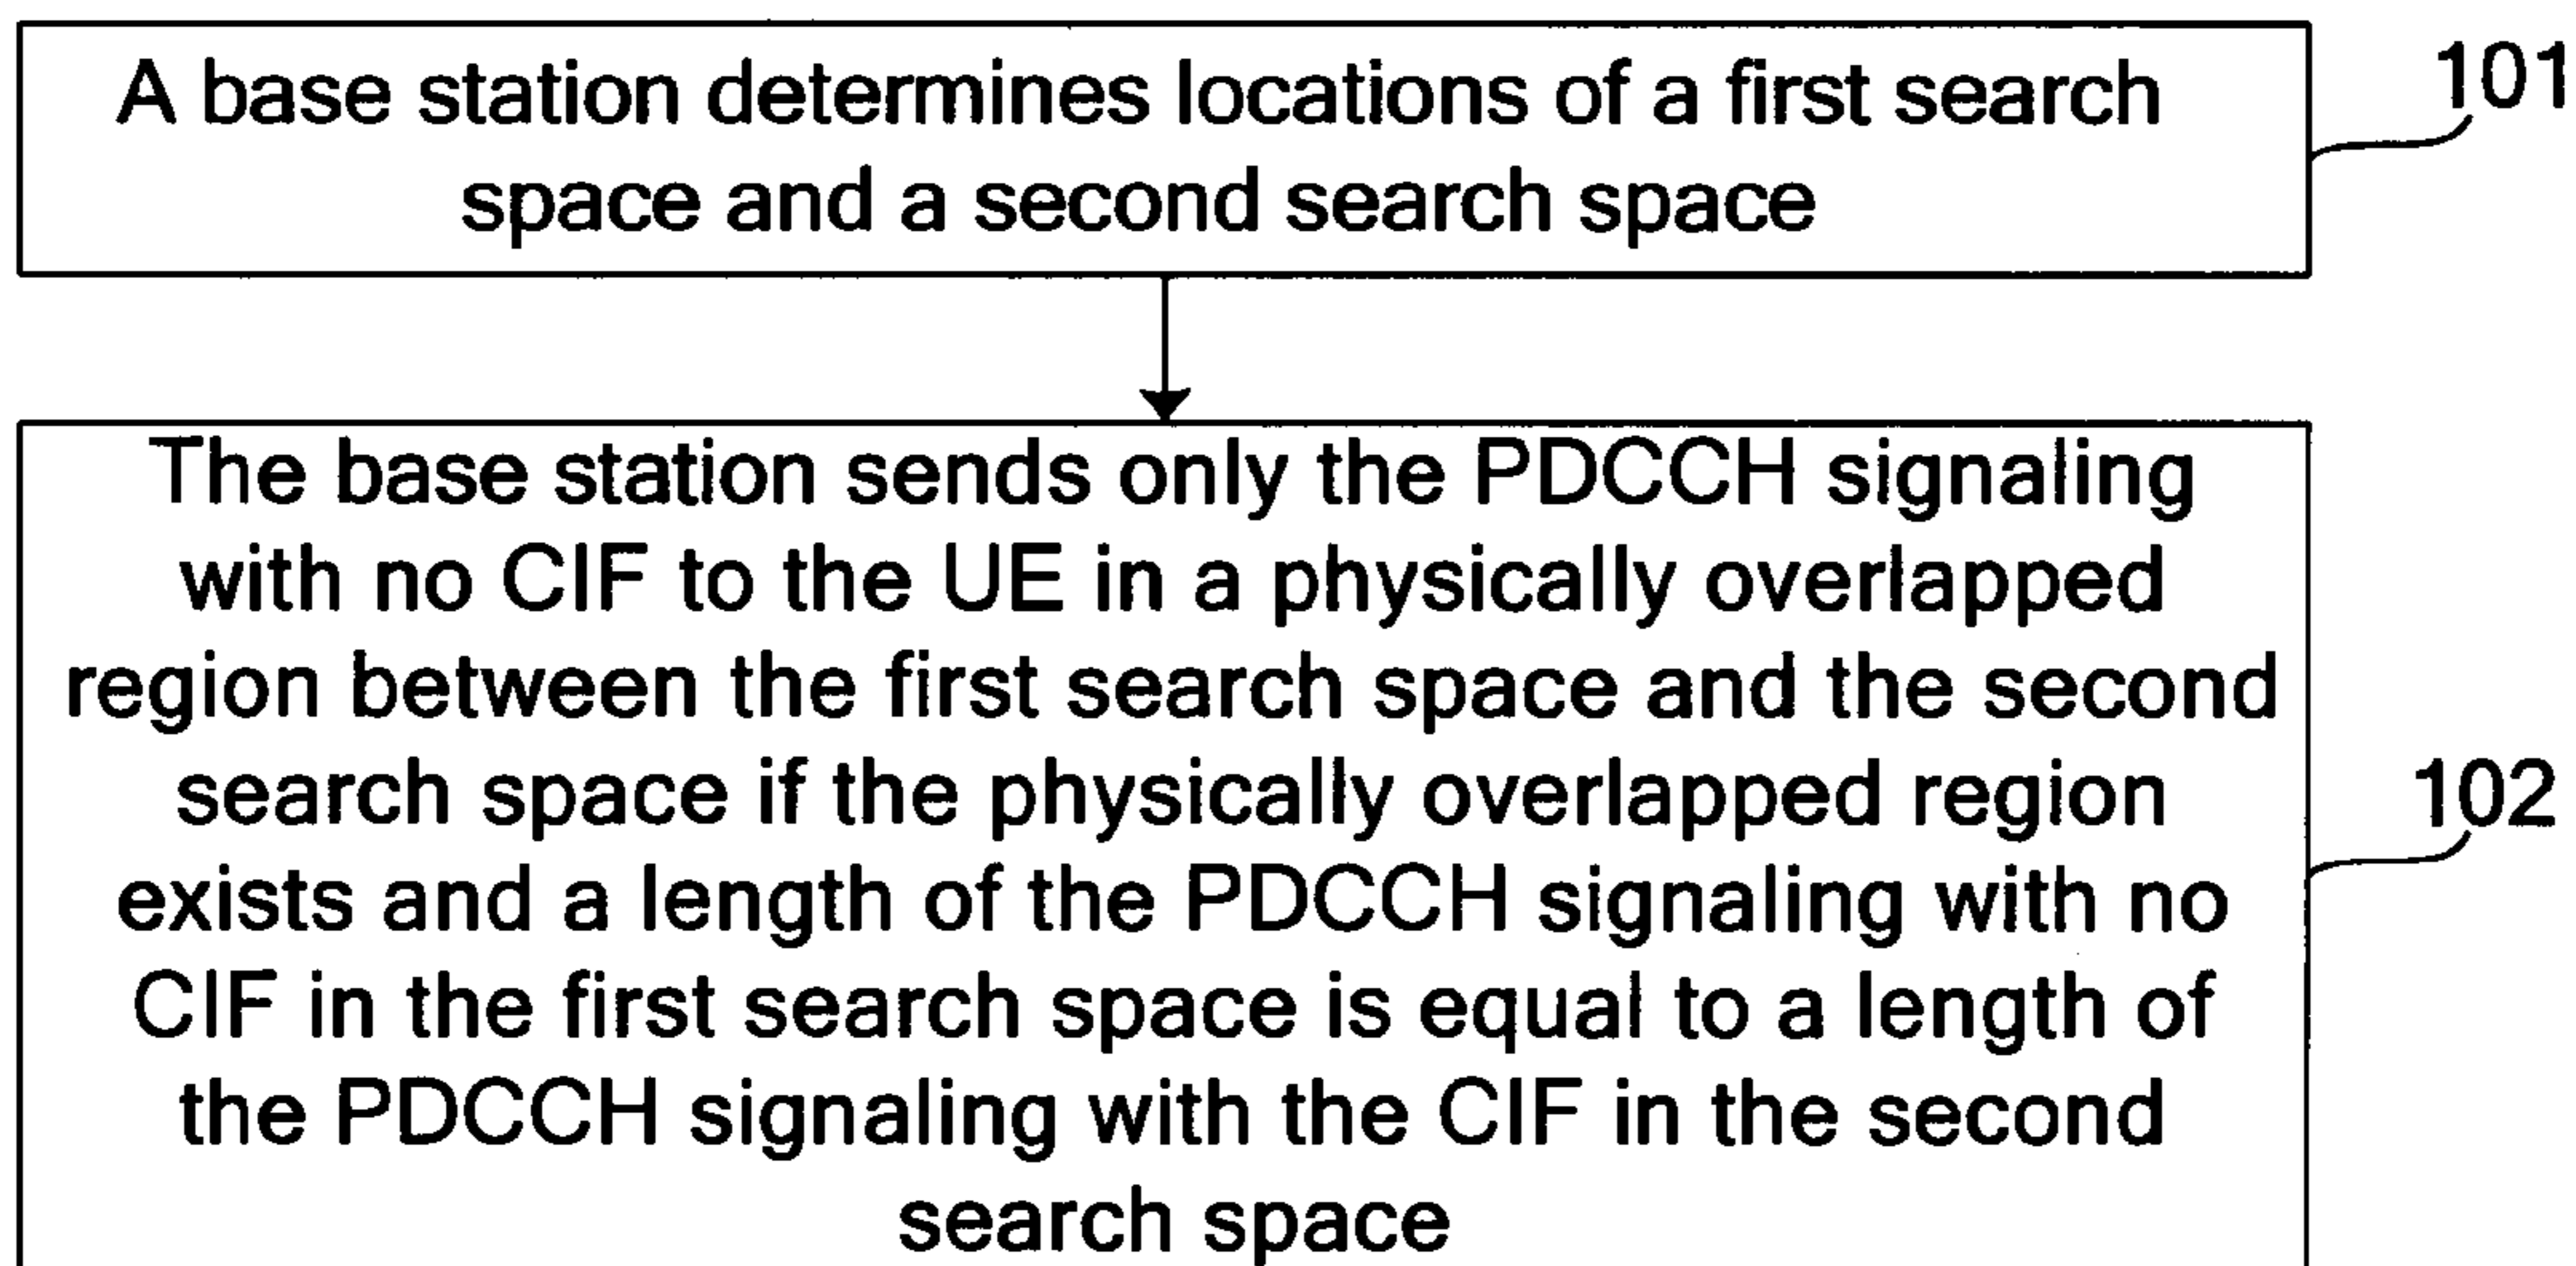 A base station determines locations of a first search
space and a second search space
101
The base station sends only the PDCCH signaling
with no CIF to the UE in a physically overlapped
region between the first search space and the second
search space if the physically overlapped region
exists and a length of the PDCCH signaling with no
CIF in the first search space is equal to a length of
the PDCCH signaling with the CIF in the second
search space
102